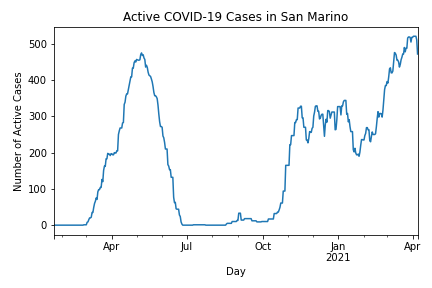 Active COVID-19 Cases in San Marino
Number of Active Cases
500
400
300
200
100
0
Apr
Jul
Oct
Jan
2021
Apr
Day